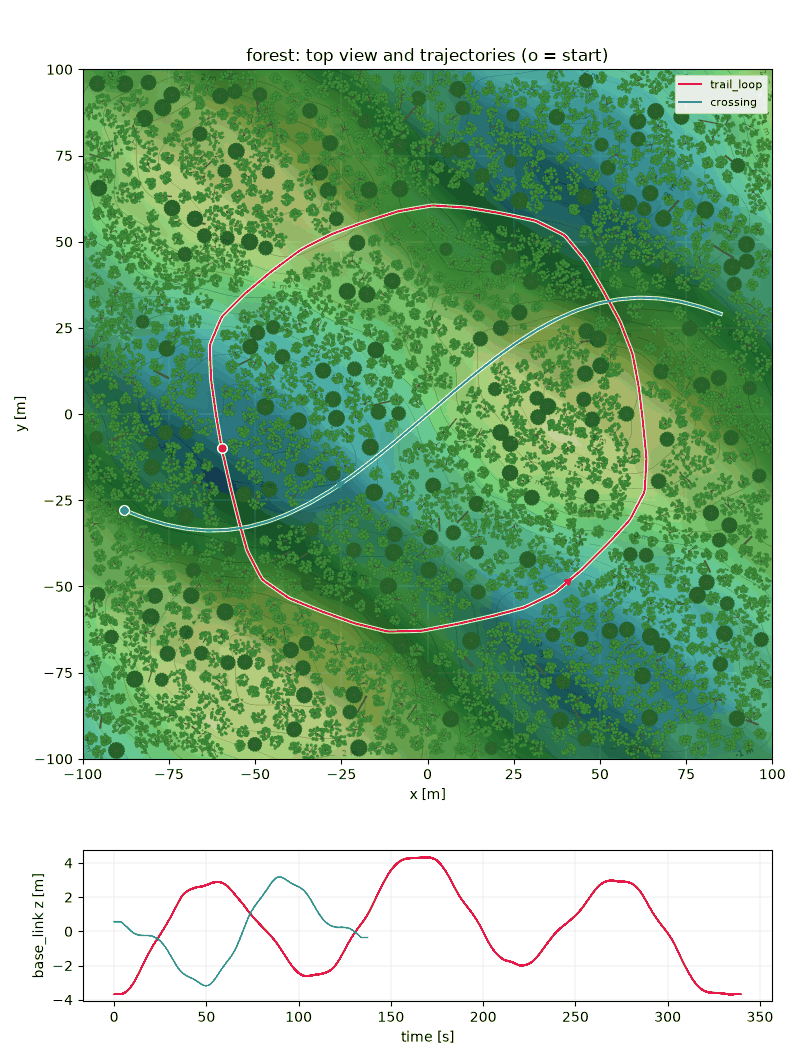 forest: top view and trajectories (o = start)
trail_loop
crossing
y [m]
100
75
50
25
0
−25
−50
−75
−100
−100 −75 −50 −25 0 25 50 75 100
x [m]
base_link z [m]
4
2
0
−2
−4
0 50 100 150 200 250 300 350
time [s]